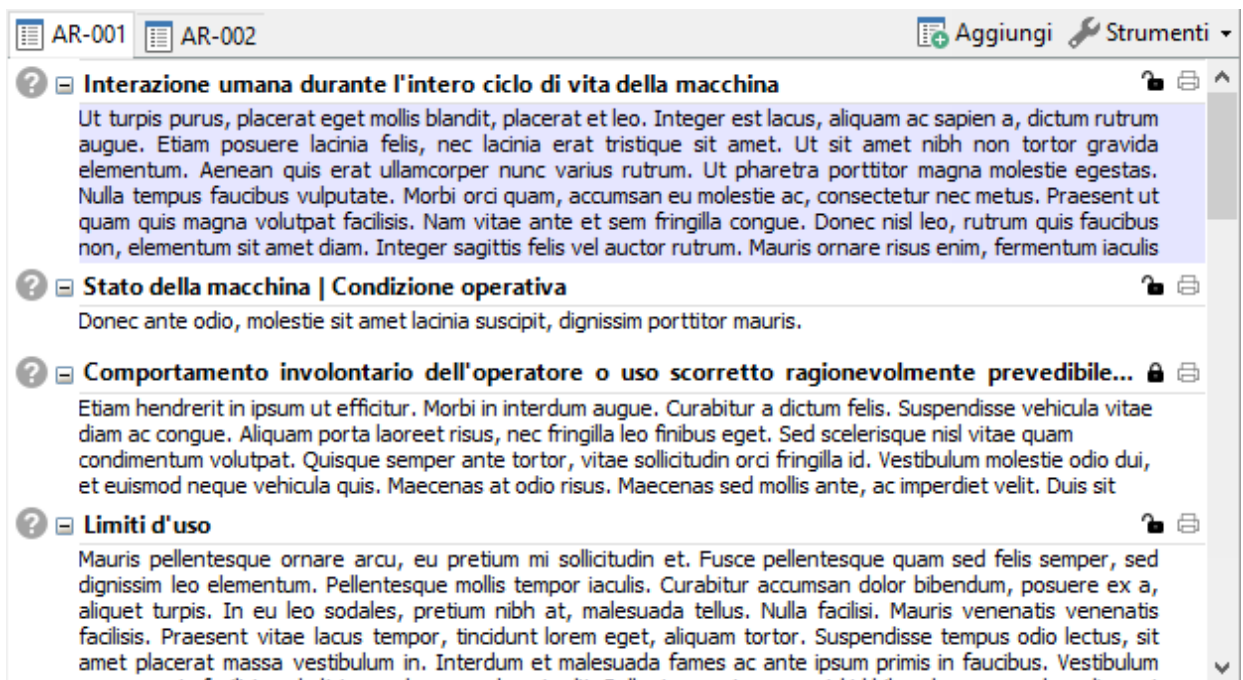 AR-001 AR-002 Aggiungi Strumenti
Interazione umana durante l'intero ciclo di vita della macchina
Ut turpis purus, placerat eget mollis blandit, placerat et leo. Integer est lacus, aliquam ac sapien a, dictum rutrum
augue. Etiam posuere lacinia felis, nec lacinia erat tristique sit amet. Ut sit amet nibh non tortor gravida
elementum. Aenean quis erat ullamcorper nunc varius rutrum. Ut pharetra porttitor magna molestie egestas.
Nulla tempus faucibus vulputate. Morbi orci quam, accumsan eu molestie ac, consectetur nec metus. Praesent ut
quam quis magna volutpat facilisis. Nam vitae ante et sem fringilla congue. Donec nisl leo, rutrum quis faucibus
non, elementum sit amet diam. Integer sagittis felis vel auctor rutrum. Mauris ornare risus enim, fermentum iaculis
Stato della macchina | Condizione operativa
Donec ante odio, molestie sit amet lacinia suscipit, dignissim porttitor mauris.
Comportamento involontario dell'operatore o uso scorretto ragionevolmente prevedibile...
Etiam hendrerit in ipsum ut efficitur. Morbi in interdum augue. Curabitur a dictum felis. Suspendisse vehicula vitae
diam ac congue. Aliquam porta laoreet risus, nec fringilla leo finibus eget. Sed scelerisque nisl vitae quam
condimentum volutpat. Quisque semper ante tortor, vitae sollicitudin orci fringilla id. Vestibulum molestie odio dui,
et euismod neque vehicula quis. Maecenas at odio risus. Maecenas sed mollis ante, ac imperdiet velit. Duis sit
Limiti d'uso
Mauris pellentesque ornare arcu, eu pretium mi sollicitudin et. Fusce pellentesque quam sed felis semper, sed
dignissim leo elementum. Pellentesque mollis tempor iaculis. Curabitur accumsan dolor bibendum, posuere ex a,
aliquet turpis. In eu leo sodales, pretium nibh at, malesuada tellus. Nulla facilisi. Mauris venenatis venenatis
facilisis. Praesent vitae lacus tempor, tincidunt lorem eget, aliquam tortor. Suspendisse tempus odio lectus, sit
amet placerat massa vestibulum in. Interdum et malesuada fames ac ante ipsum primis in faucibus. Vestibulum